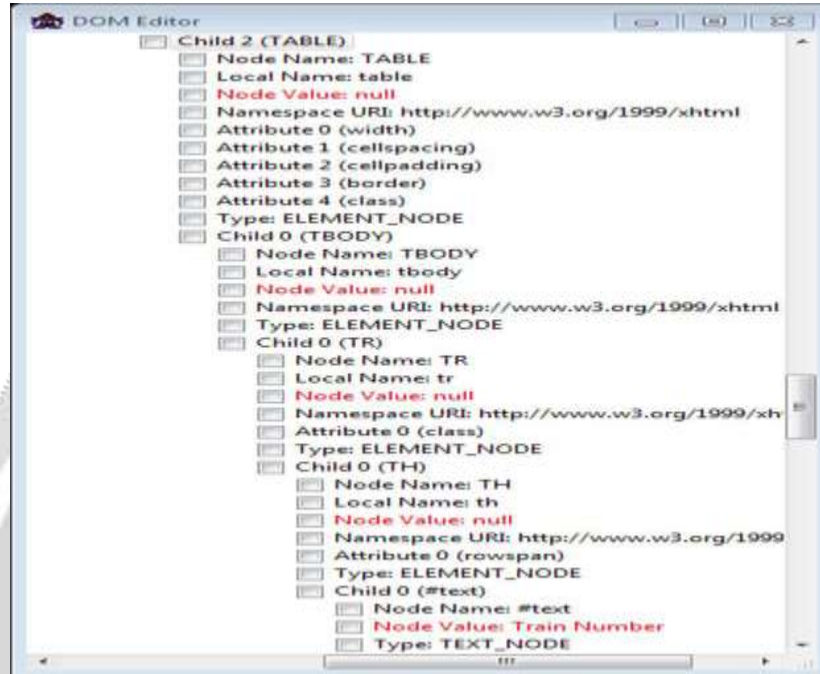 DOM Editor
Child 2 (TABLE)
Node Name: TABLE
Local Name: table
Node Value: null
Namespace URI: http://www.w3.org/1999/xhtml
Attribute 0 (width)
Attribute 1 (cellspacing)
Attribute 2 (cellpadding)
Attribute 3 (border)
Attribute 4 (class)
Type: ELEMENT_NODE
Child 0 (TBODY)
Node Name: TBODY
Local Name: tbody
Node Value: null
Namespace URI: http://www.w3.org/1999/xhtml
Type: ELEMENT_NODE
Child 0 (TR)
Node Name: TR
Local Name: tr
Node Value: null
Namespace URI: http://www.w3.org/1999/xh
Attribute 0 (class)
Type: ELEMENT_NODE
Child 0 (TH)
Node Name: TH
Local Name: th
Node Value: null
Namespace URI: http://www.w3.org/1999
Attribute 0 (rowspan)
Type: ELEMENT_NODE
Child 0 (#text)
Node Name: #text
Node Value: Train Number
Type: TEXT_NODE